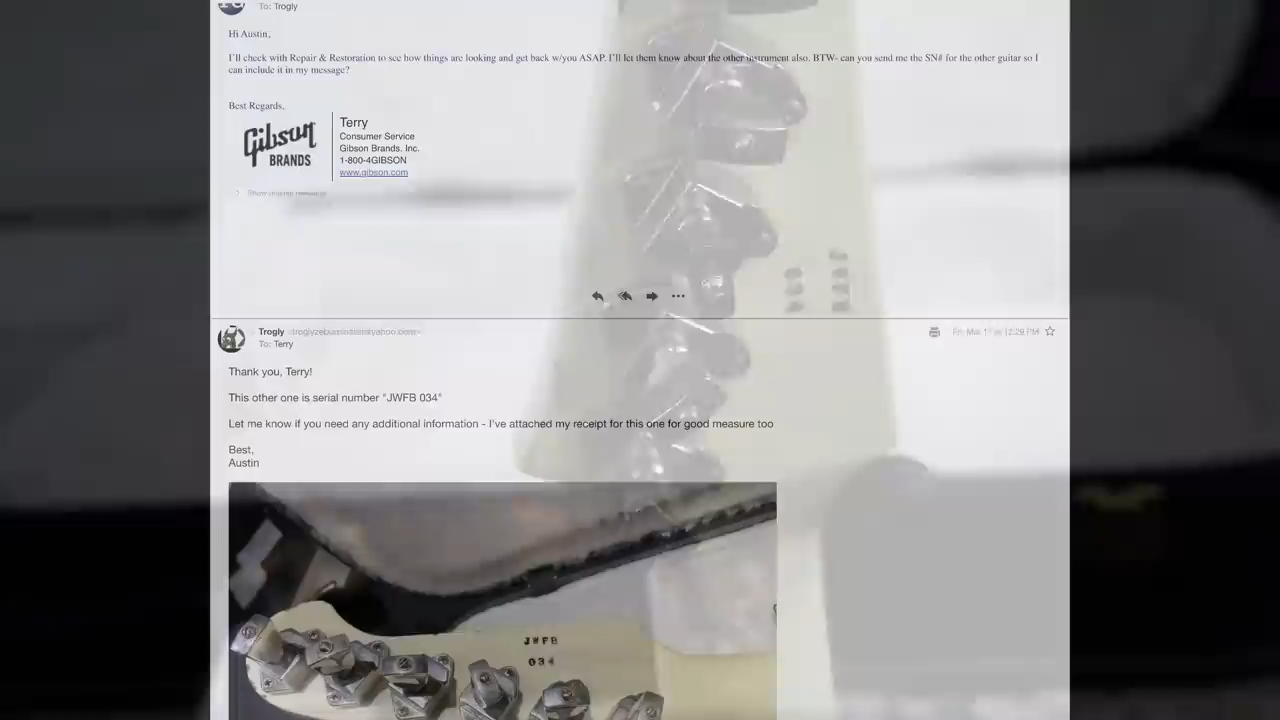 To: Trogly
Hi Austin,
I'll check with Repair & Restoration to see how things are looking and get back w/you ASAP. I'll let them know about the other instrument also. BTW- can you send me the SN# for the other guitar so I
can include it in my message?
Best Regards,
Gibson
BRANDS
Terry
Consumer Service
Gibson Brands, Inc.
1-800-4GIBSON
www.gibson.com
Show original message
Trogly
To: Terry
Thank you, Terry!
This other one is serial number "JWFB 034"
Let me know if you need any additional information - I've attached my receipt for this one for good measure too
Best,
Austin
JWFB
034